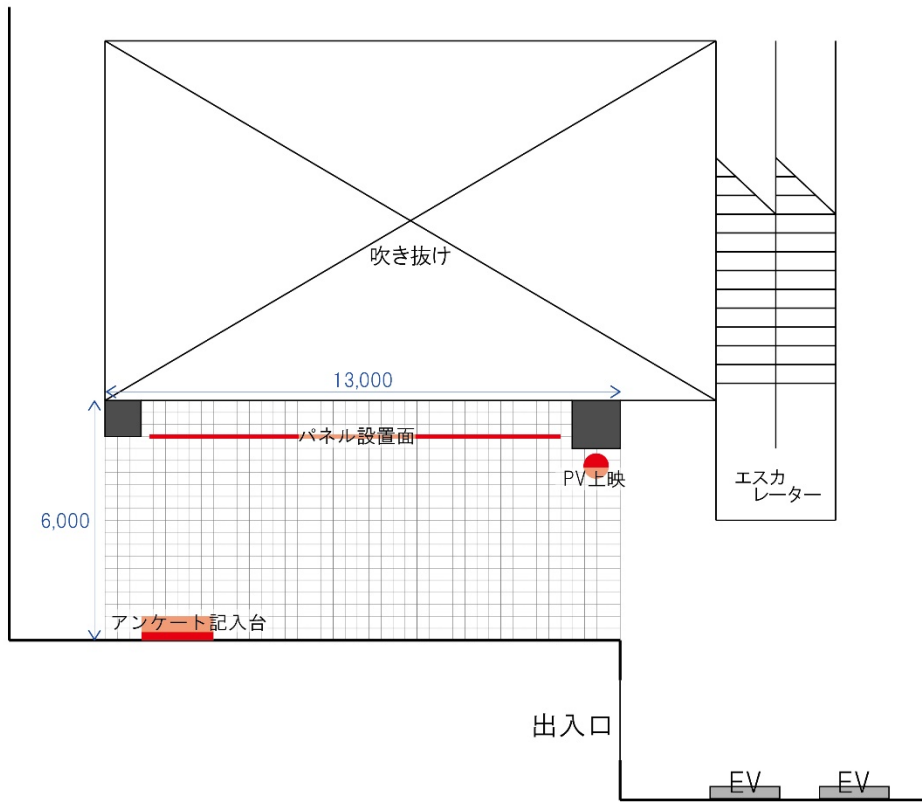 吹き抜け
13,000
パネル設置面
PV上映
エスカ
レーター
6,000
アンケート記入台
出入口
EV
EV